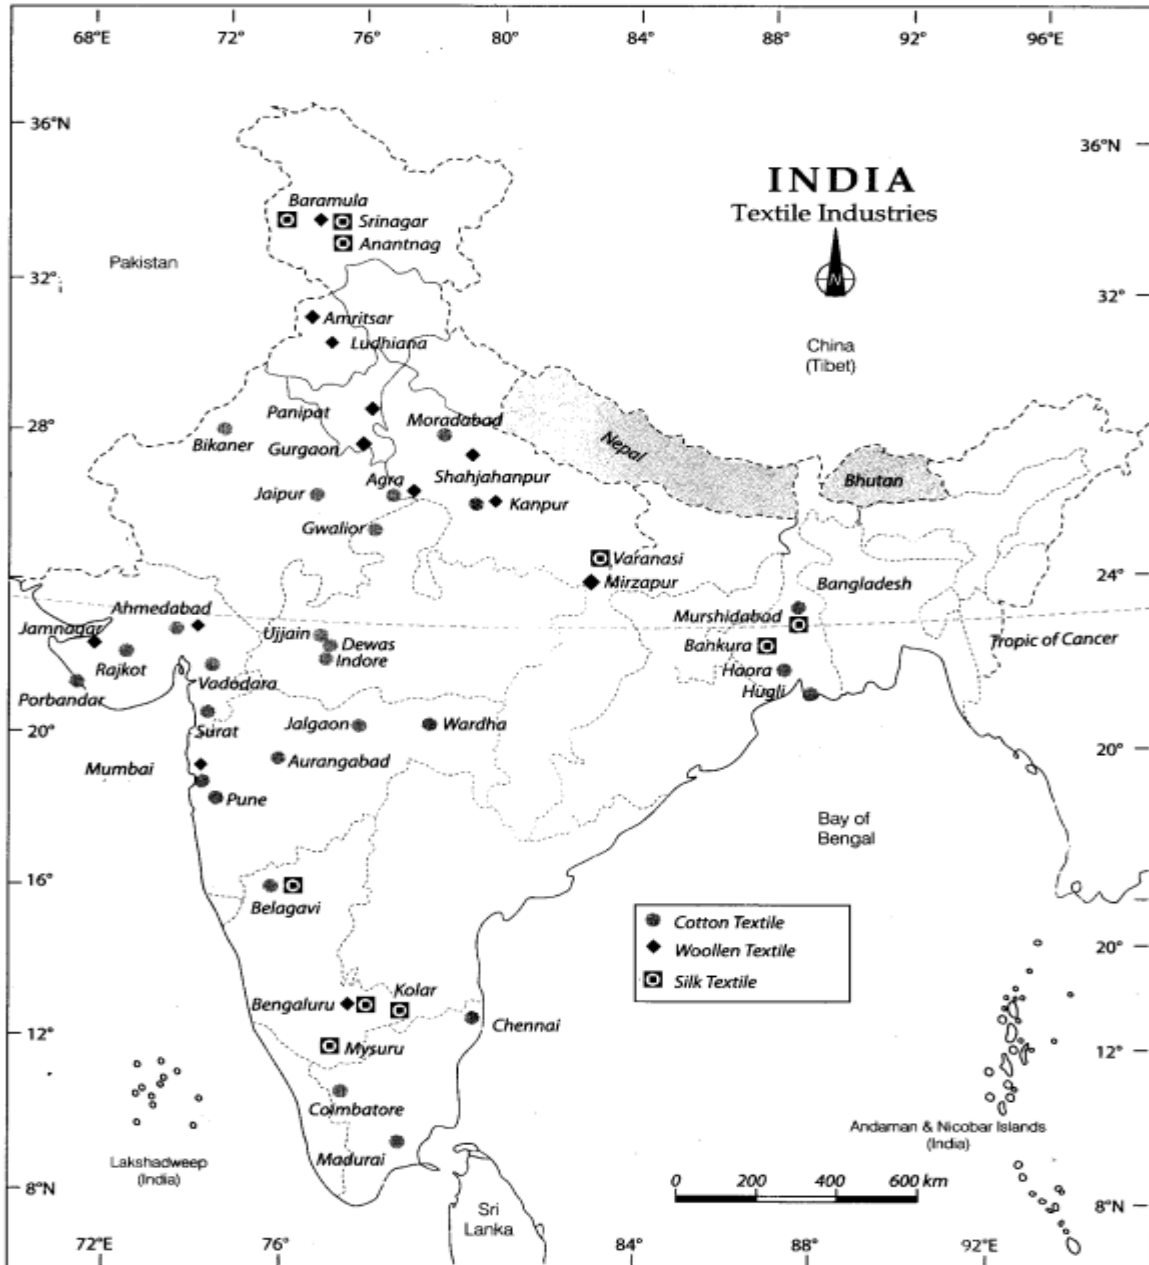 68°E 72° 76° 80° 84° 88° 92° 96°E
36°N
36°N
INDIA
Textile Industries
N
Baramula
Srinagar
Anantnag
Pakistan
32°
32°
Amritsar
Ludhiana
China
(Tibet)
Panipat
Moradabad
28°
28°
Bikaner
Gurgaon
Nepal
Shahjahanpur
Agra
Bhutan
Jaipur
Kanpur
Gwalior
Varanasi
Mirzapur
Bangladesh
24°
Ahmedabad
Murshidabad
Jamnagar
Ujjain
Dewas
Bankura
Tropic of Cancer
Rajkot
Indore
Haora
Vadodara
Porbandar
Hugli
Surat
Jalgaon
Wardha
20°
20°
Aurangabad
Mumbai
Pune
Bay of
Bengal
16°
Belagavi
Cotton Textile
Woollen Textile
Silk Textile
20°
Kolar
Bengaluru
Chennai
12°
12°
Mysuru
Coimbatore
Andaman & Nicobar Islands
(India)
Madurai
Lakshadweep
(India)
0 200 400 600 km
8°N
8°N
Sri
Lanka
72°E 76° 84° 88° 92°E